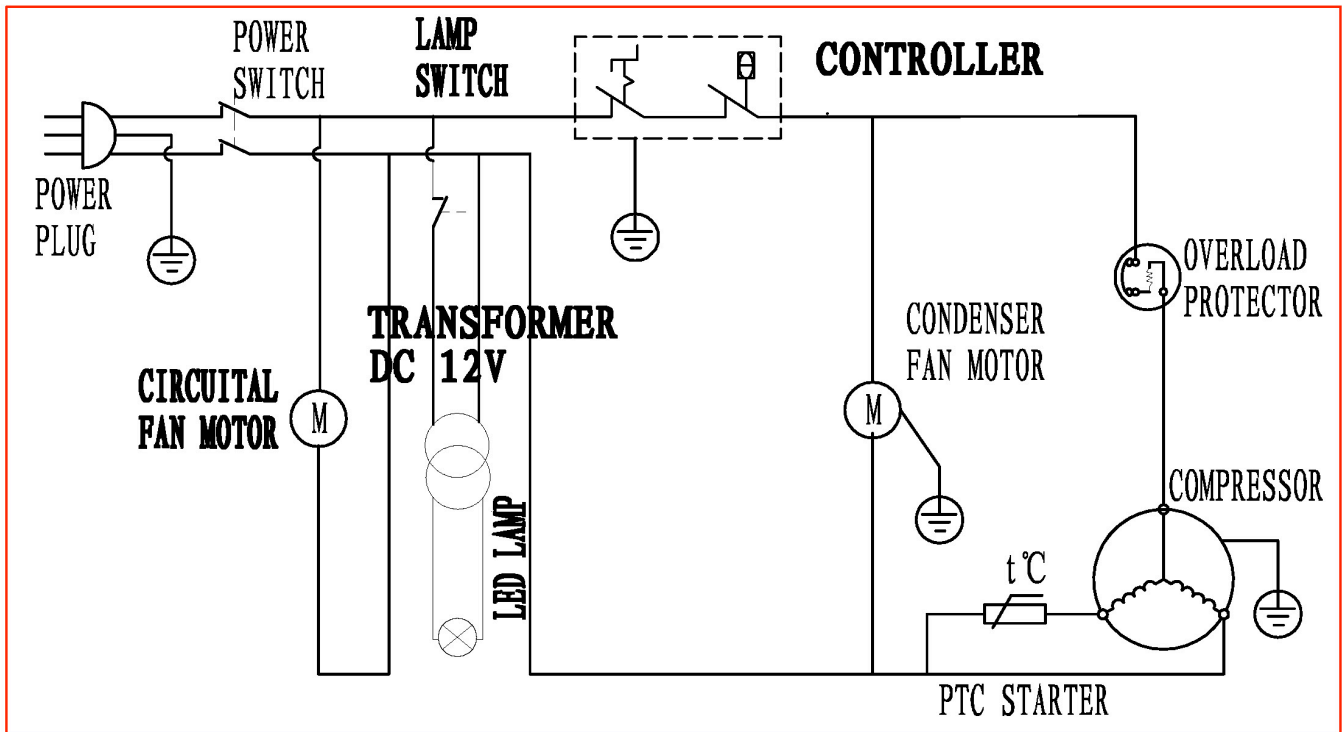 POWER
SWITCH
LAMP
SWITCH
CONTROLLER
POWER
PLUG
OVERLOAD
PROTECTOR
TRANSFORMER
DC 12V
CONDENSER
FAN MOTOR
CIRCUITAL
FAN MOTOR
M
M
COMPRESSOR
LED LAMP
t℃
PTC STARTER